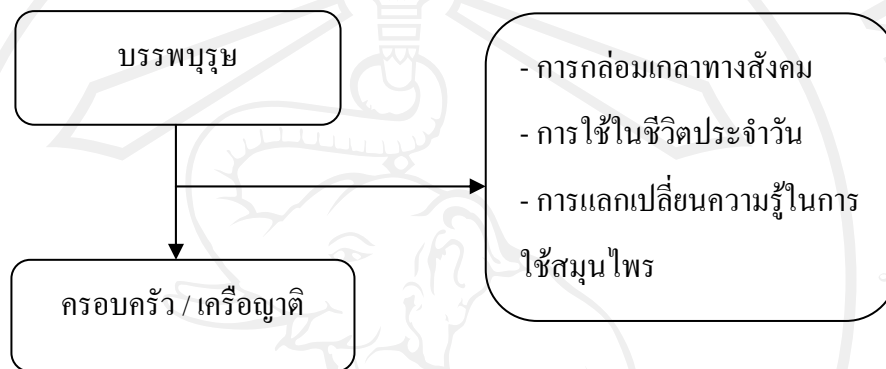 บรรพบุรุษ
- การกล่อมเกลาทางสังคม
- การใช้ในชีวิตประจำวัน
- การแลกเปลี่ยนความรู้ในการ
ใช้สมุนไพร
ครอบครัว / เครือญาติ